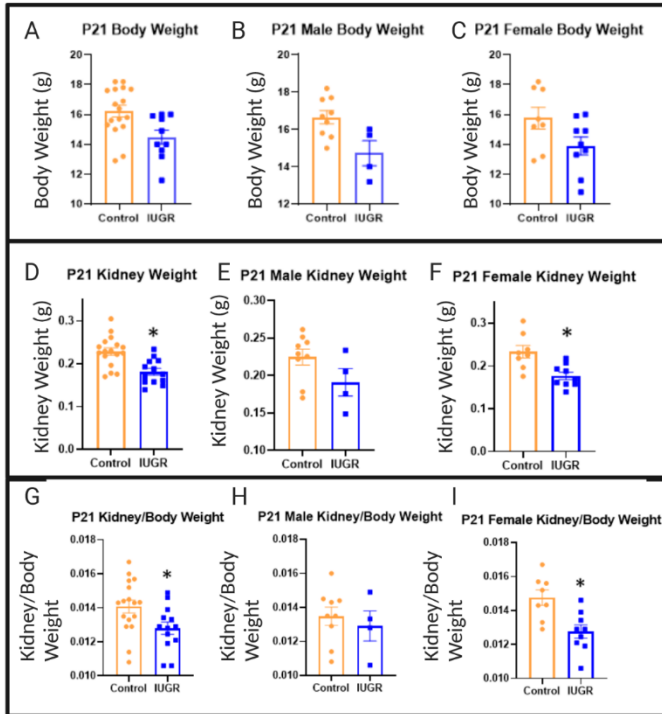 A
P21 Body Weight
Body Weight (g)
18
16
14
12
10
Control IUGR
B
P21 Male Body Weight
Body Weight (g)
20
18
16
14
12
Control IUGR
C
P21 Female Body Weight
Body Weight (g)
20
18
16
14
12
10
Control IUGR
D
P21 Kidney Weight
Kidney Weight (g)
0.3
0.2
0.1
0.0
*
Control IUGR
E
P21 Male Kidney Weight
Kidney Weight (g)
0.30
0.25
0.20
0.15
0.10
Control IUGR
F
P21 Female Kidney Weight
Kidney Weight (g)
0.3
0.2
0.1
0.0
*
Control IUGR
G
P21 Kidney/Body Weight
Kidney/Body
Weight
0.018
0.016
0.014
0.012
0.010
*
Control IUGR
H
P21 Male Kidney/Body Weight
Kidney/Body
Weight
0.018
0.016
0.014
0.012
0.010
Control IUGR
I
P21 Female Kidney/Body Weight
Kidney/Body
Weight
0.018
0.016
0.014
0.012
0.010
*
Control IUGR